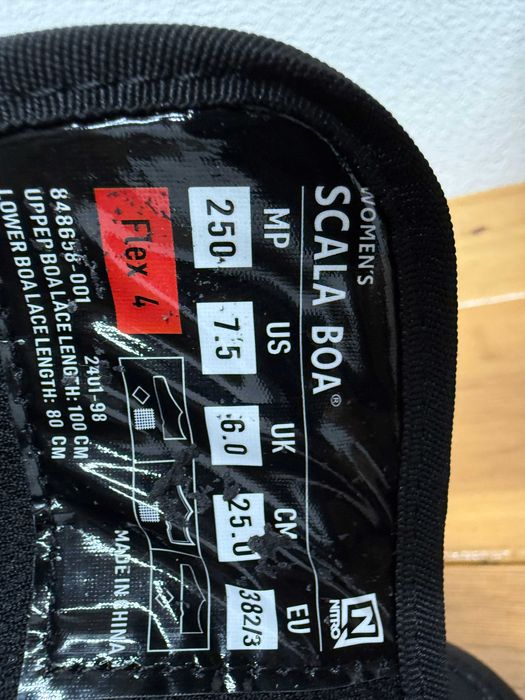 WOMEN'S
SCALA BOA®
NITRO
MP US UK CM EU
250 7.5 6.0 25.0 382/3
Flex 4
2401-98
848658-001
UPPER BOA LACE LENGTH: 100 CM
LOWER BOA LACE LENGTH: 80 CM
MADE IN CHINA